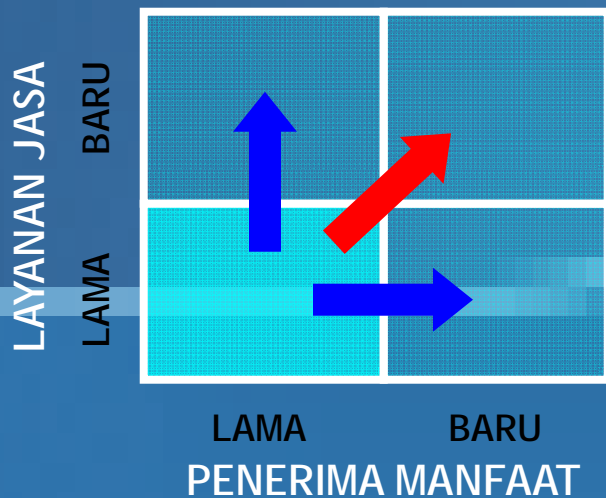 LAYANAN JASA
BARU
LAMA
LAMA BARU
PENERIMA MANFAAT